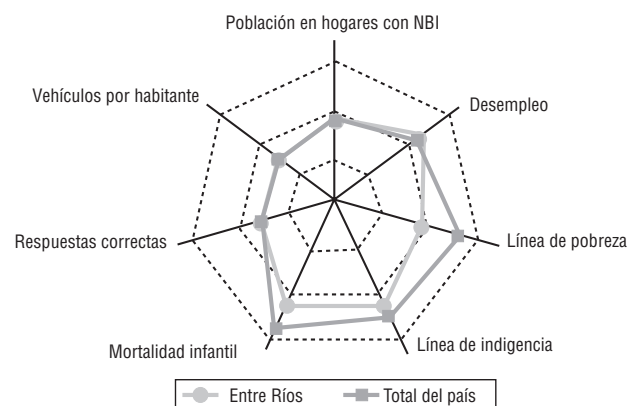 Población en hogares con NBI
Vehículos por habitante
Desempleo
Respuestas correctas
Línea de pobreza
Mortalidad infantil
Línea de indigencia
Entre Ríos
Total del país